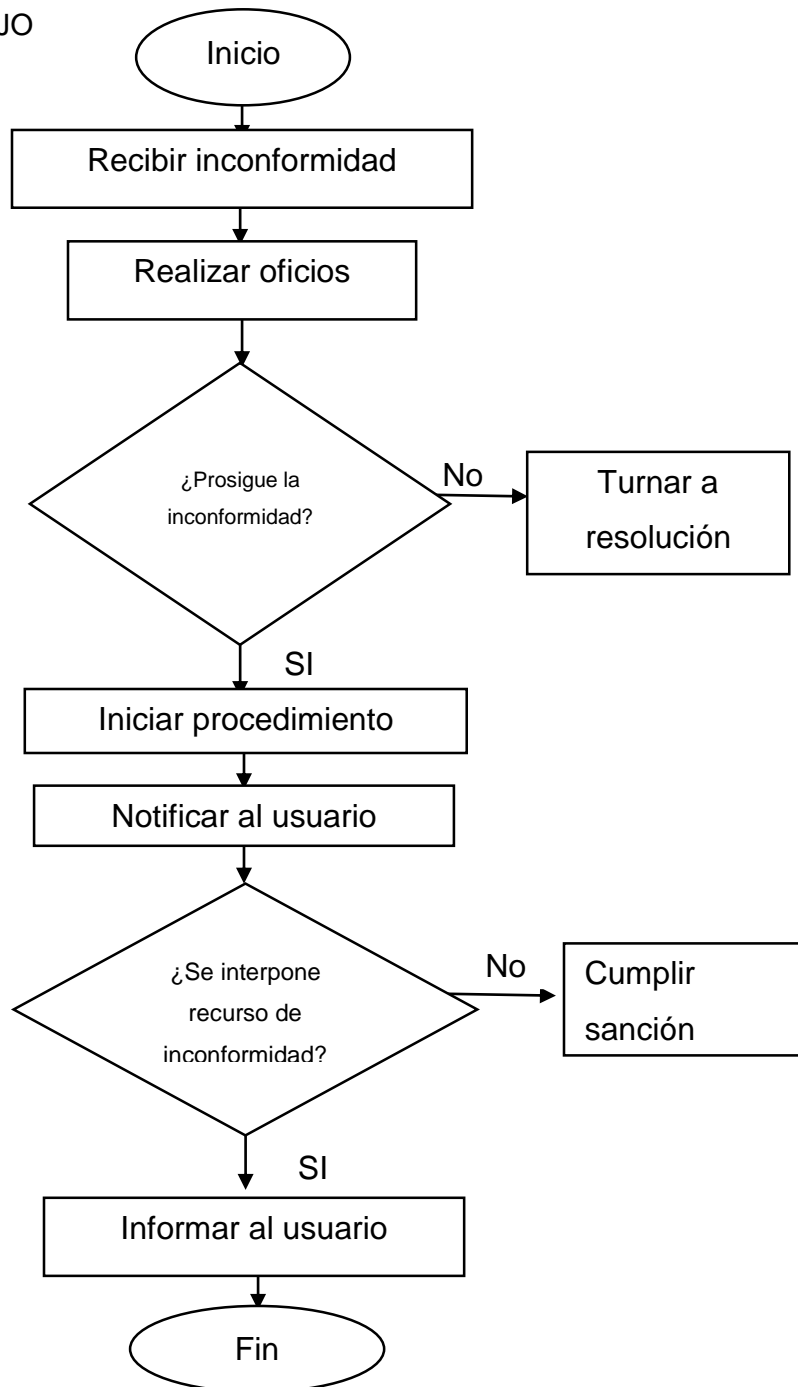 JO
Inicio
Recibir inconformidad
Realizar oficios
¿Prosigue la
inconformidad?
No
Turnar a
resolución
SI
Iniciar procedimiento
Notificar al usuario
¿Se interpone
recurso de
inconformidad?
No
Cumplir
sanción
SI
Informar al usuario
Fin